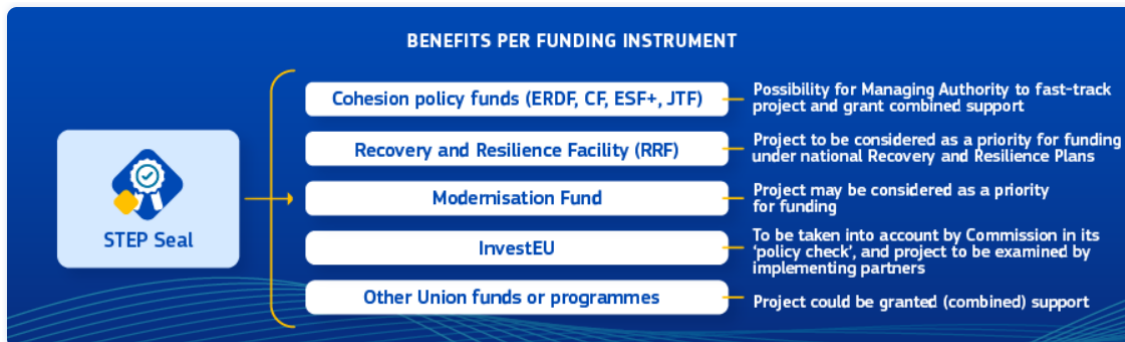 BENEFITS PER FUNDING INSTRUMENT
STEP Seal
Cohesion policy funds (ERDF, CF, ESF+, JTF)
Possibility for Managing Authority to fast-track
project and grant combined support
Recovery and Resilience Facility (RRF)
Project to be considered as a priority for funding
under national Recovery and Resilience Plans
Modernisation Fund
Project may be considered as a priority
for funding
InvestEU
To be taken into account by Commission in its
‘policy check’, and project to be examined by
implementing partners
Other Union funds or programmes
Project could be granted (combined) support